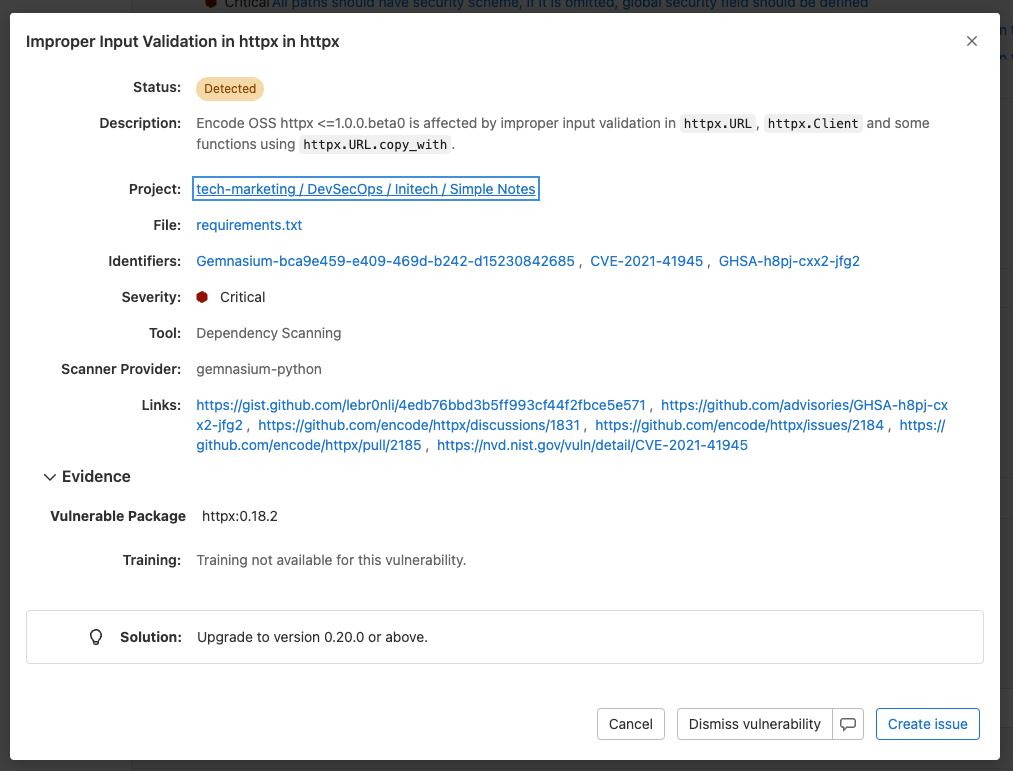 Critical All paths should have security scheme, if it is omitted, global security field should be defined
Improper Input Validation in httpx in httpx
Status: Detected
Description: Encode OSS httpx <=1.0.0.beta0 is affected by improper input validation in httpx.URL , httpx.Client and some
functions using httpx.URL.copy_with .
Project: tech-marketing / DevSecOps / Initech / Simple Notes
File: requirements.txt
Identifiers: Gemnasium-bca9e459-e409-469d-b242-d15230842685 , CVE-2021-41945 , GHSA-h8pj-cxx2-jfg2
Severity: Critical
Tool: Dependency Scanning
Scanner Provider: gemnasium-python
Links: https://gist.github.com/lebr0nli/4edb76bbd3b5ff993cf44f2fbce5e571 , https://github.com/advisories/GHSA-h8pj-cx
x2-jfg2 , https://github.com/encode/httpx/discussions/1831 , https://github.com/encode/httpx/issues/2184 , https://
github.com/encode/httpx/pull/2185 , https://nvd.nist.gov/vuln/detail/CVE-2021-41945
Evidence
Vulnerable Package httpx:0.18.2
Training: Training not available for this vulnerability.
Solution: Upgrade to version 0.20.0 or above.
Cancel Dismiss vulnerability Create issue